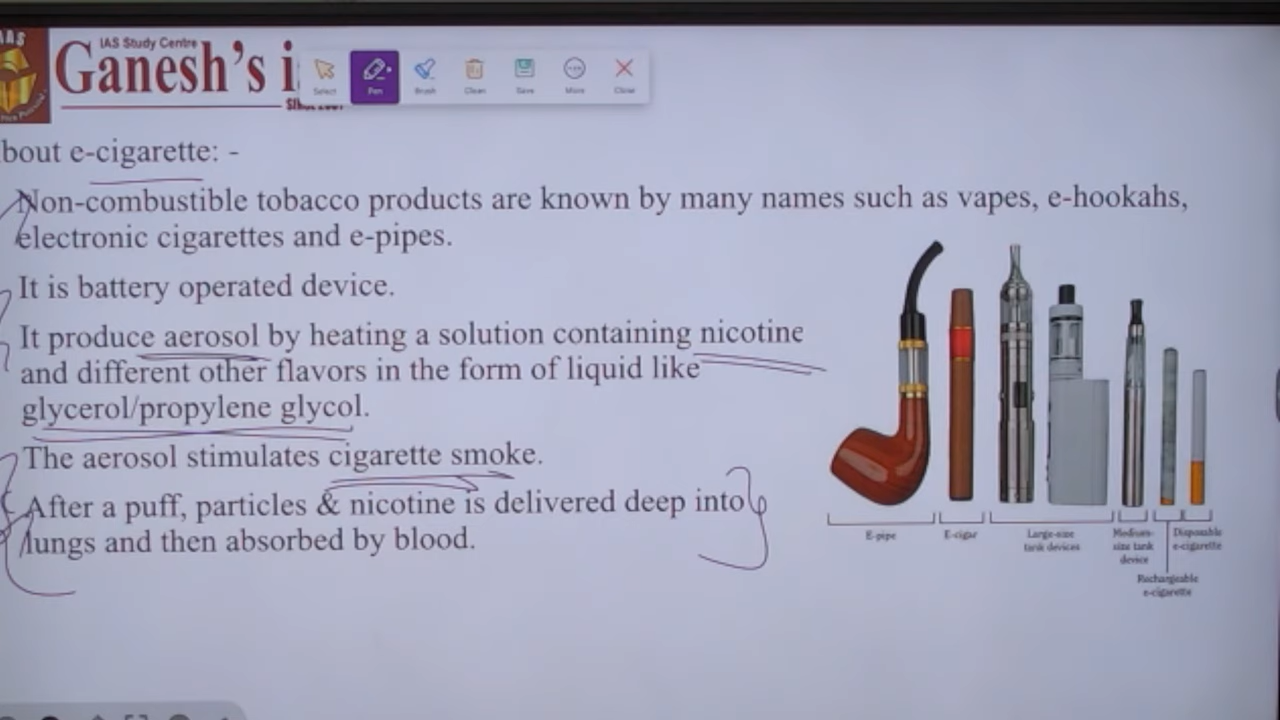 IAS Study Centre
Ganesh's i
Select Pen Brush Clean Save More Close
bout e-cigarette: -
Non-combustible tobacco products are known by many names such as vapes, e-hookahs,
electronic cigarettes and e-pipes.
It is battery operated device.
It produce aerosol by heating a solution containing nicotine
and different other flavors in the form of liquid like
glycerol/propylene glycol.
The aerosol stimulates cigarette smoke.
After a puff, particles & nicotine is delivered deep into
lungs and then absorbed by blood.
E-pipe
E-cigar
Large-size
tank devices
Medium-
size tank
device
Rechargeable
e-cigarette
Disposable
e-cigarette